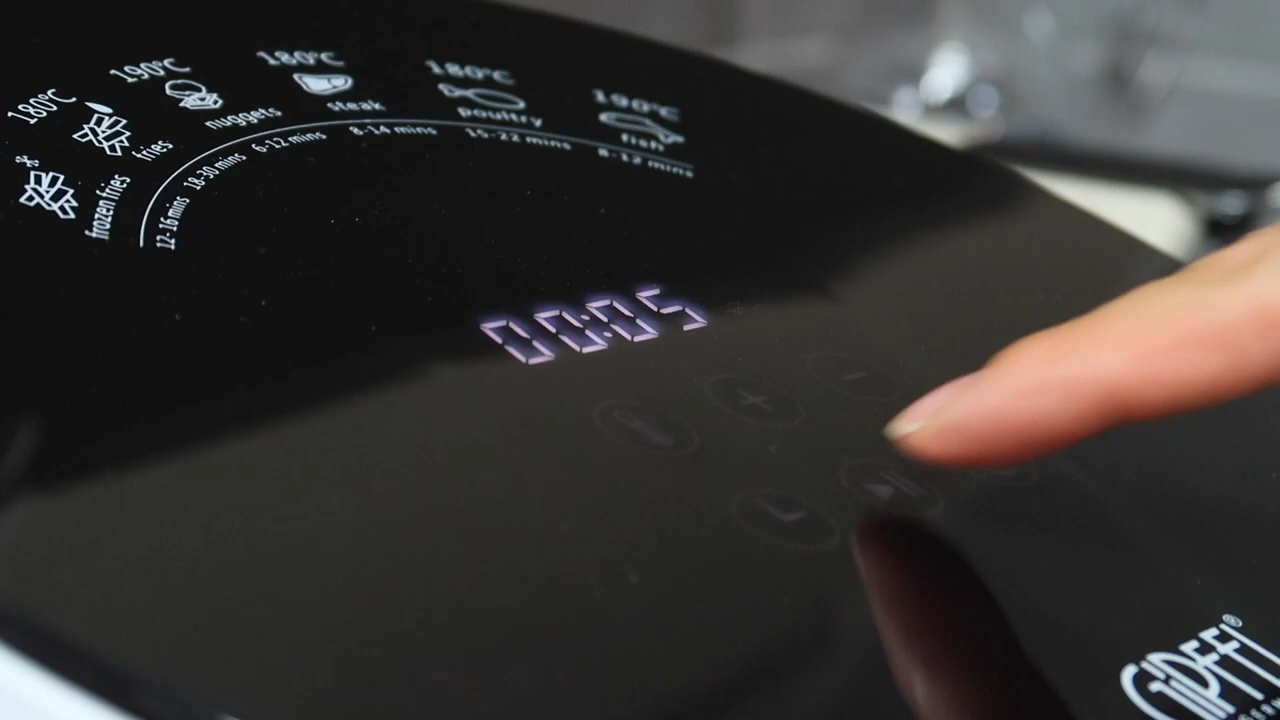 180°C
190°C
180°C
180°C
190°C
frozen fries
fries
nuggets
steak
poultry
fish
12-16 mins
18-30 mins
6-12 mins
8-14 mins
15-22 mins
8-12 mins
00:05
GIPFEL®